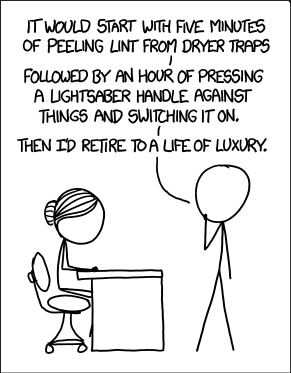 IT WOULD START WITH FIVE MINUTES
OF PEELING LINT FROM DRYER TRAPS
FOLLOWED BY AN HOUR OF PRESSING
A LIGHTSABER HANDLE AGAINST
THINGS AND SWITCHING IT ON.
THEN I'D RETIRE TO A LIFE OF LUXURY.